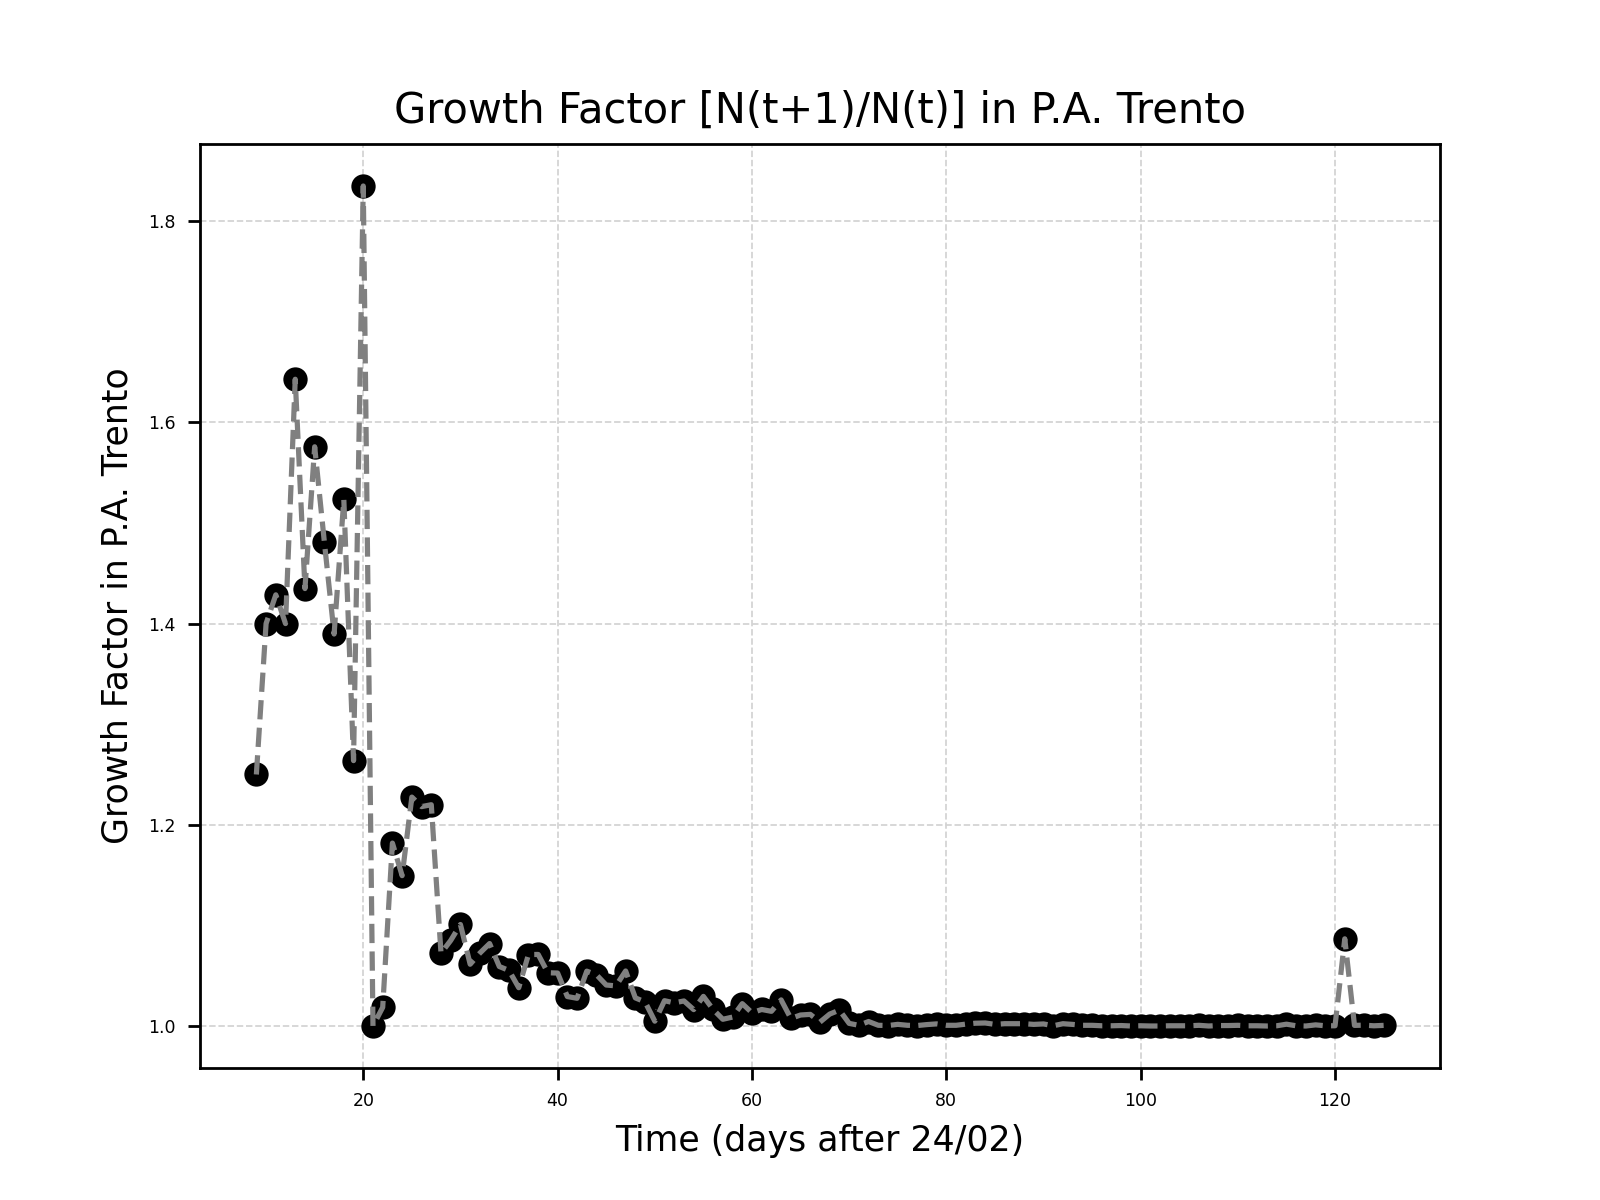 Growth Factor [N(t+1)/N(t)] in P.A. Trento
Growth Factor in P.A. Trento
1.8
1.6
1.4
1.2
1.0
20 40 60 80 100 120
Time (days after 24/02)